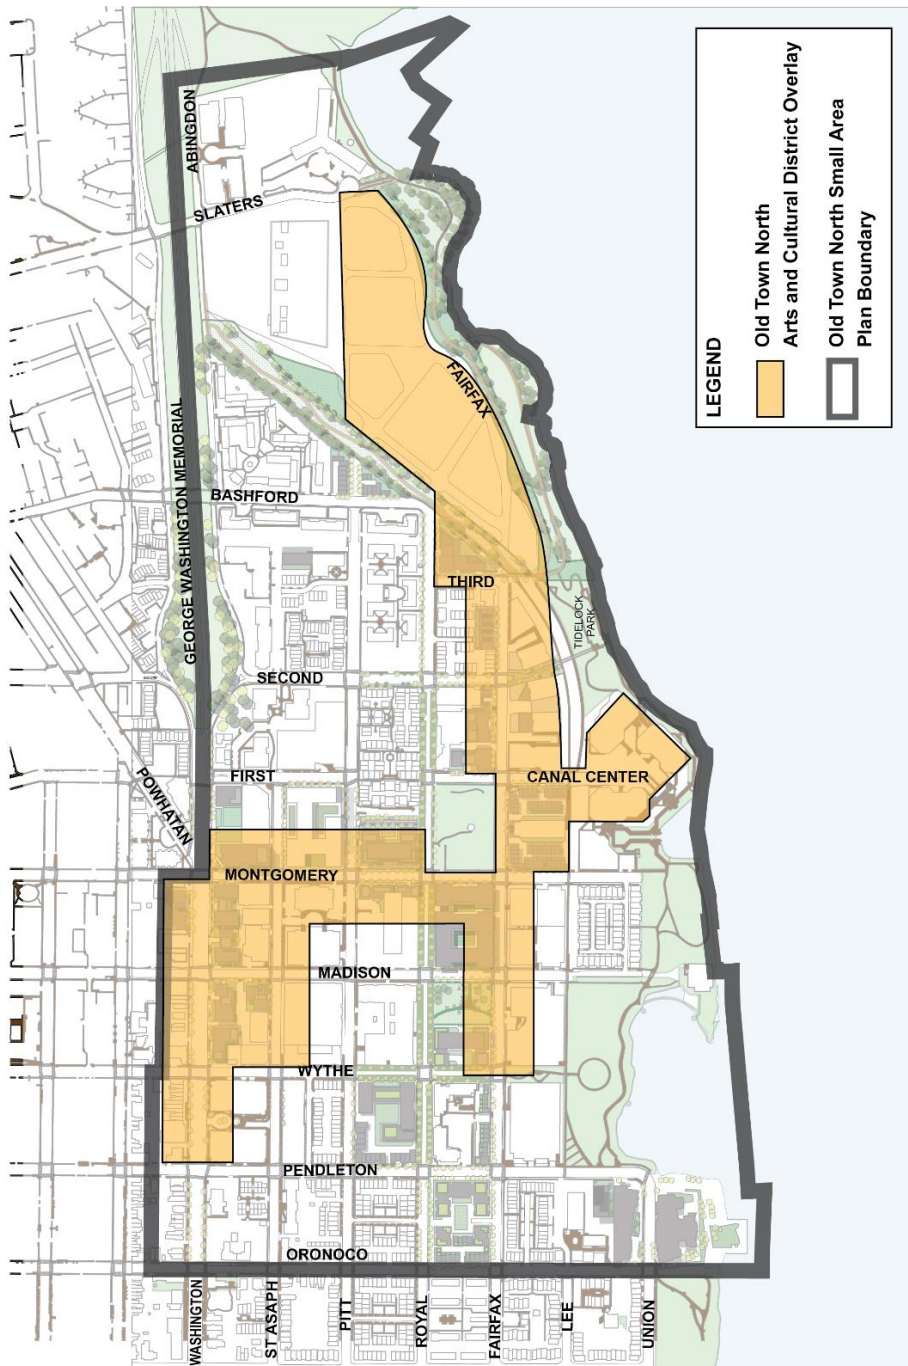 ABINGDON
SLATERS
GEORGE WASHINGTON MEMORIAL
FAIRFAX
BASHFORD
THIRD
TIDELOCK
PARK
SECOND
POWHATAN
FIRST
CANAL CENTER
MONTGOMERY
MADISON
WYTHE
PENDLETON
ORONOCO
WASHINGTON
ST ASAPH
PITT
ROYAL
FAIRFAX
LEE
UNION
LEGEND
Old Town North
Arts and Cultural District Overlay
Old Town North Small Area
Plan Boundary